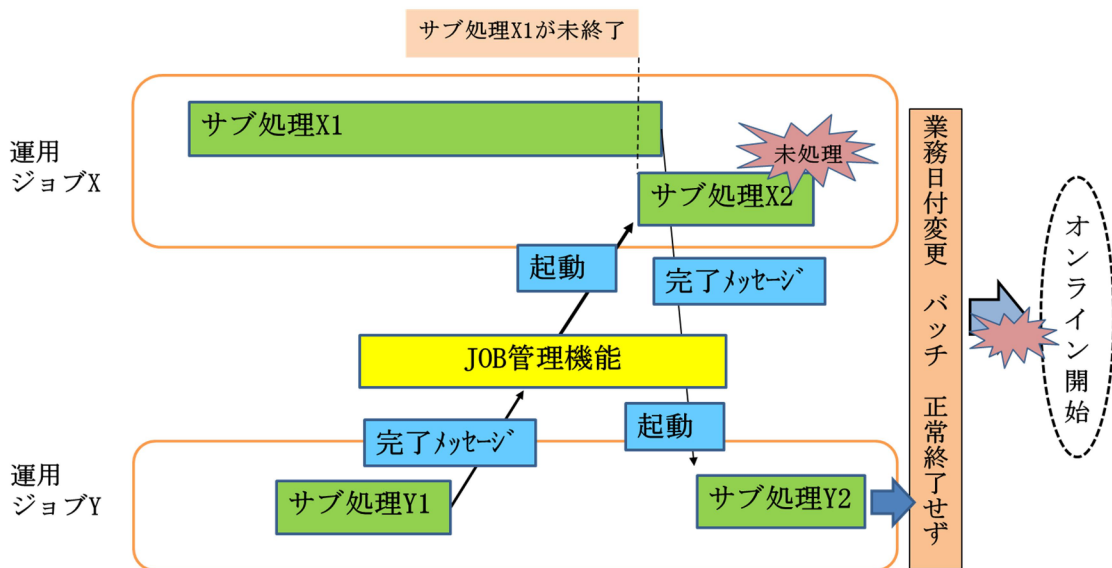 サブ処理X1が未終了
運用
ジョブX
サブ処理X1
未処理
サブ処理X2
起動
完了ﾒｯｾｰｼﾞ
JOB管理機能
完了ﾒｯｾｰｼﾞ
起動
運用
ジョブY
サブ処理Y1
サブ処理Y2
業務日付変更 バッチ 正常終了せず
オンライン開始